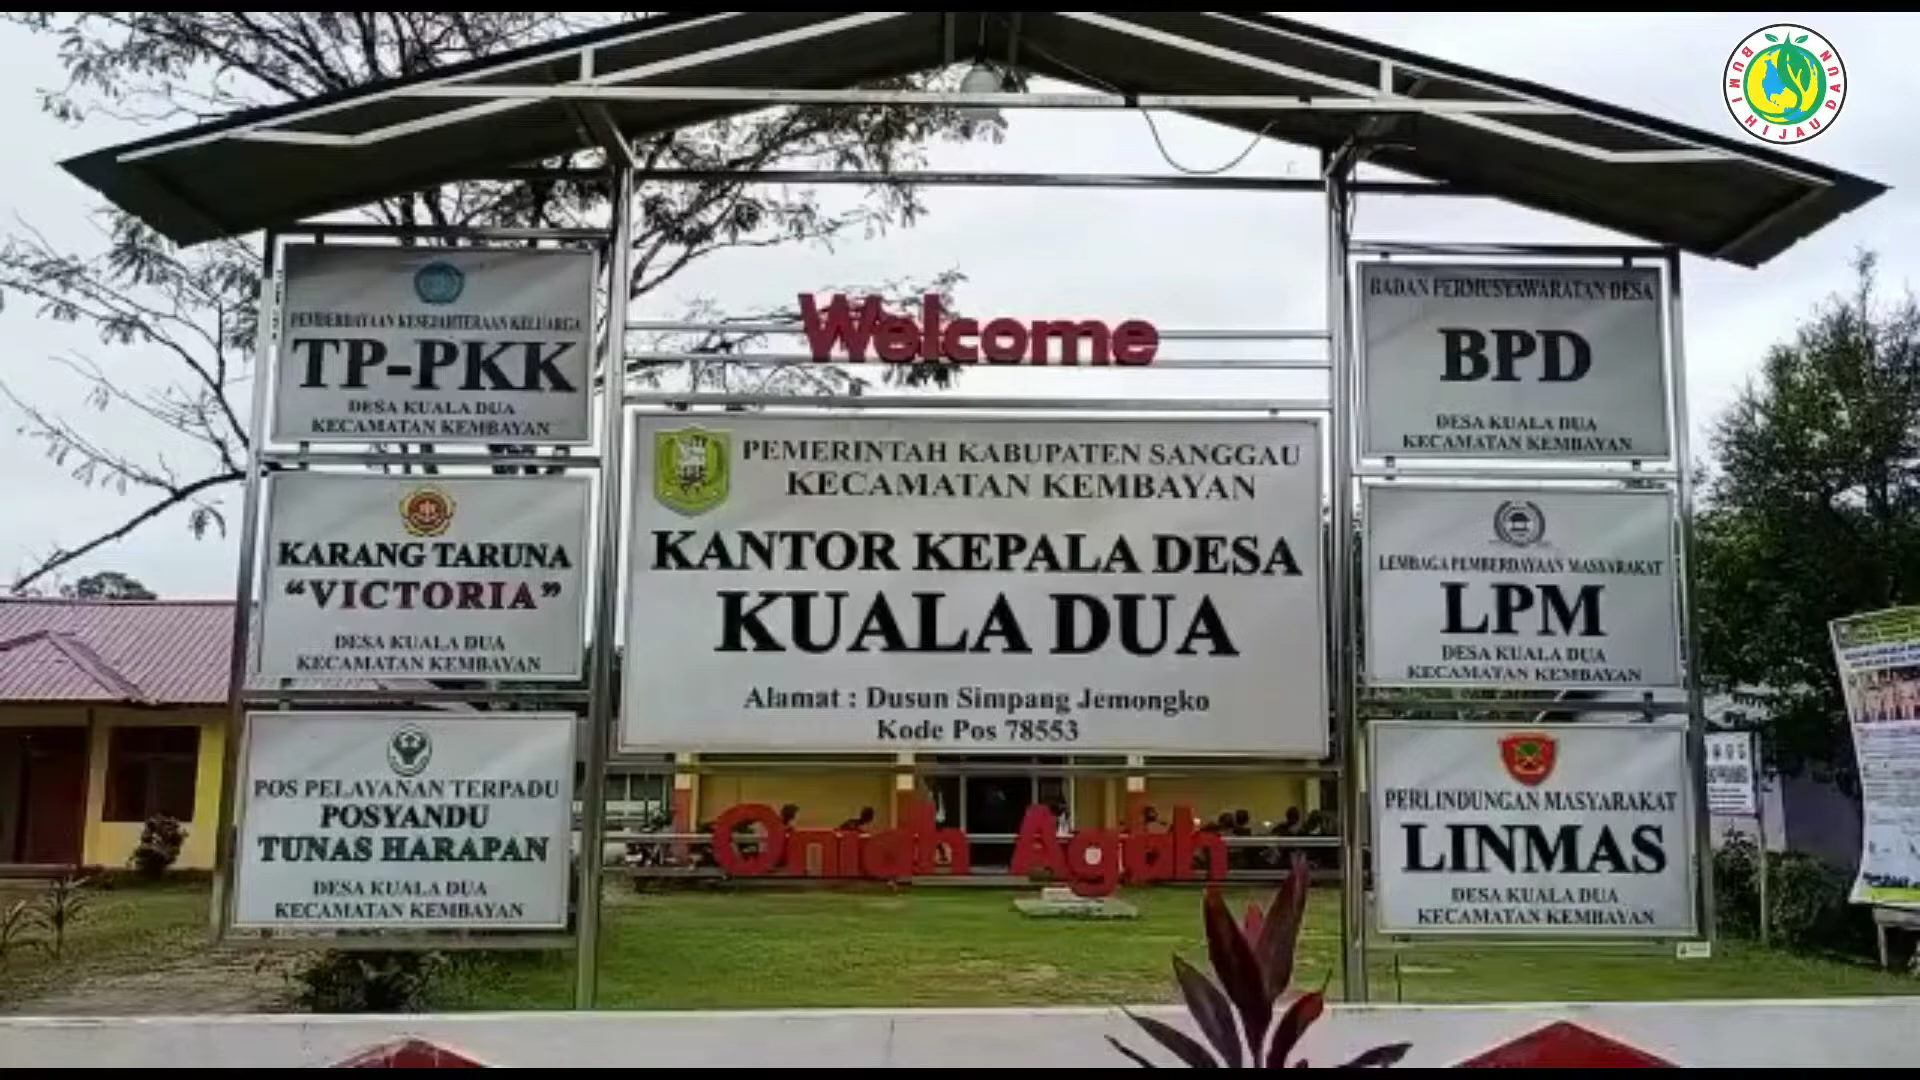 BUMI HIJAU DAUN
Welcome
PEMBERDAYAAN KESEJAHTERAAN KELUARGA
TP-PKK
DESA KUALA DUA
KECAMATAN KEMBAYAN
KARANG TARUNA
“VICTORIA”
DESA KUALA DUA
KECAMATAN KEMBAYAN
POS PELAYANAN TERPADU
POSYANDU
TUNAS HARAPAN
DESA KUALA DUA
KECAMATAN KEMBAYAN
PEMERINTAH KABUPATEN SANGGAU
KECAMATAN KEMBAYAN
KANTOR KEPALA DESA
KUALA DUA
Alamat : Dusun Simpang Jemongko
Kode Pos 78553
Oniah Agah
BADAN PERMUSYAWARATAN DESA
BPD
DESA KUALA DUA
KECAMATAN KEMBAYAN
LEMBAGA PEMBERDAYAAN MASYARAKAT
LPM
DESA KUALA DUA
KECAMATAN KEMBAYAN
PERLINDUNGAN MASYARAKAT
LINMAS
DESA KUALA DUA
KECAMATAN KEMBAYAN